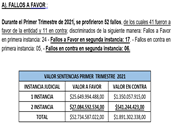 A) FALLOS A FAVOR:
Durante el Primer Trimestre de 2021, se profirieron 52 fallos, de los cuales 41 fueron a
favor de la entidad y 11 en contra; discriminados de la siguiente manera: Fallos a Favor
en primera instancia: 24 - Fallos a Favor en segunda instancia: 17. - Fallos en contra en
primera instancia: 05, - Fallos en contra en segunda instancia: 06.
VALOR SENTENCIAS PRIMER TRIMESTRE 2021
INSTANCIA JUDICIAL VALOR A FAVOR VALOR EN CONTRA
1 INSTANCIA $25.649.994.488,00 $1.350.057.915,00
2 INSTANCIA $27.084.592.534,00 $541.244.423,00
TOTAL $52.734.587.022,00 $1.891.302.338,00